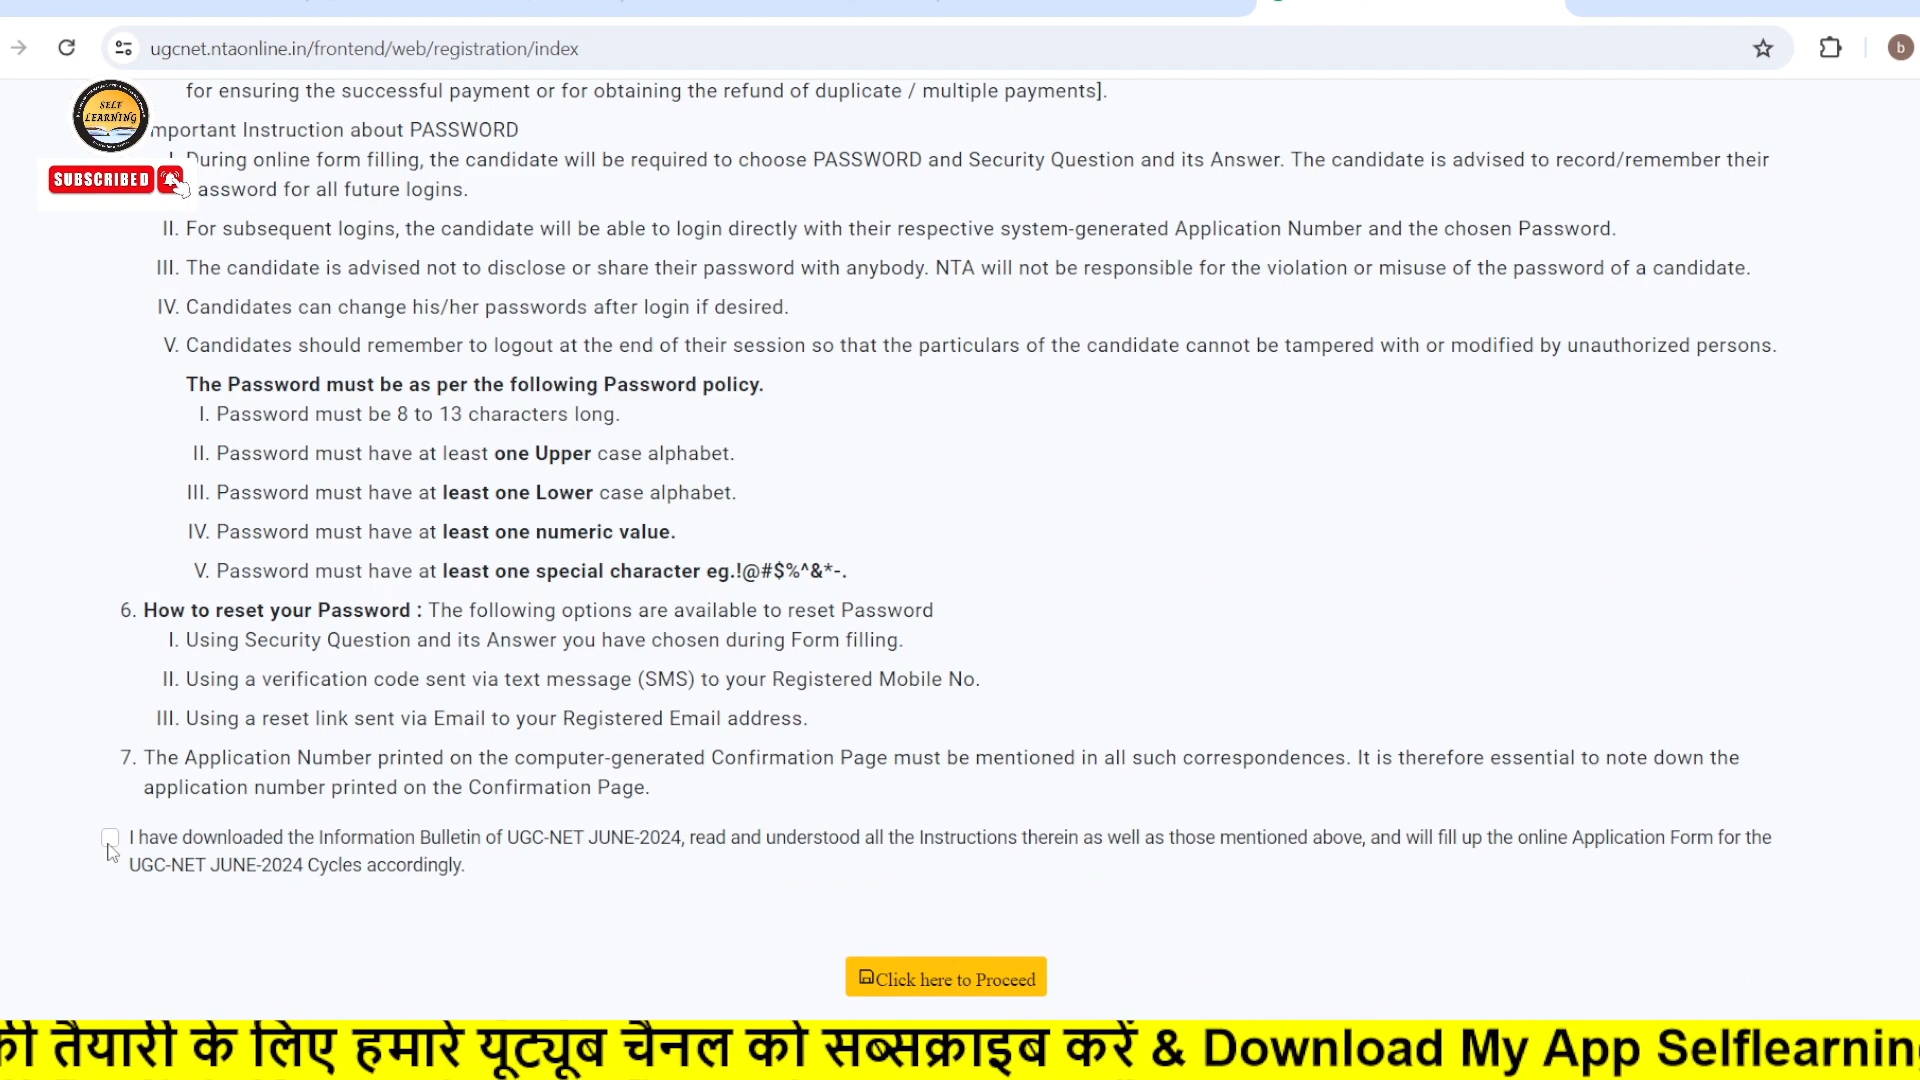 ugcnet.ntaonline.in/frontend/web/registration/index
b
for ensuring the successful payment or for obtaining the refund of duplicate / multiple payments].
SELF
LEARNING
mportant Instruction about PASSWORD
I. During online form filling, the candidate will be required to choose PASSWORD and Security Question and its Answer. The candidate is advised to record/remember their
SUBSCRIBED
assword for all future logins.
II. For subsequent logins, the candidate will be able to login directly with their respective system-generated Application Number and the chosen Password.
III. The candidate is advised not to disclose or share their password with anybody. NTA will not be responsible for the violation or misuse of the password of a candidate.
IV. Candidates can change his/her passwords after login if desired.
V. Candidates should remember to logout at the end of their session so that the particulars of the candidate cannot be tampered with or modified by unauthorized persons.
The Password must be as per the following Password policy.
I. Password must be 8 to 13 characters long.
II. Password must have at least one Upper case alphabet.
III. Password must have at least one Lower case alphabet.
IV. Password must have at least one numeric value.
V. Password must have at least one special character eg.!@#$%^&*-.
6. How to reset your Password : The following options are available to reset Password
I. Using Security Question and its Answer you have chosen during Form filling.
II. Using a verification code sent via text message (SMS) to your Registered Mobile No.
III. Using a reset link sent via Email to your Registered Email address.
7. The Application Number printed on the computer-generated Confirmation Page must be mentioned in all such correspondences. It is therefore essential to note down the
application number printed on the Confirmation Page.
I have downloaded the Information Bulletin of UGC-NET JUNE-2024, read and understood all the Instructions therein as well as those mentioned above, and will fill up the online Application Form for the
UGC-NET JUNE-2024 Cycles accordingly.
Click here to Proceed
की तैयारी के लिए हमारे यूट्यूब चैनल को सब्सक्राइब करें & Download My App Selflearnin